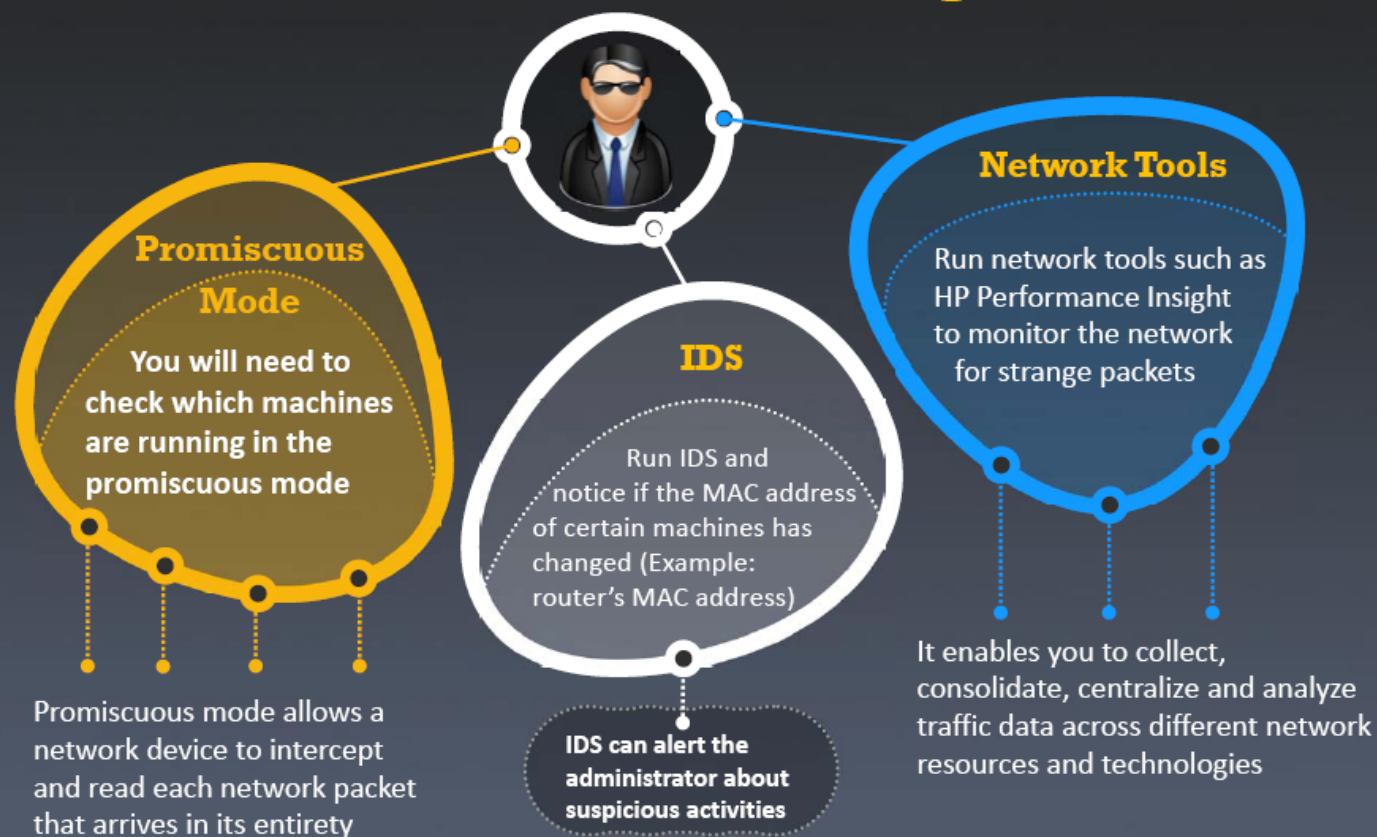 Promiscuous
Mode
You will need to
check which machines
are running in the
promiscuous mode
Promiscuous mode allows a
network device to intercept
and read each network packet
that arrives in its entirety
IDS
Run IDS and
notice if the MAC address
of certain machines has
changed (Example:
router's MAC address)
IDS can alert the
administrator about
suspicious activities
Network Tools
Run network tools such as
HP Performance Insight
to monitor the network
for strange packets
It enables you to collect,
consolidate, centralize and analyze
traffic data across different network
resources and technologies